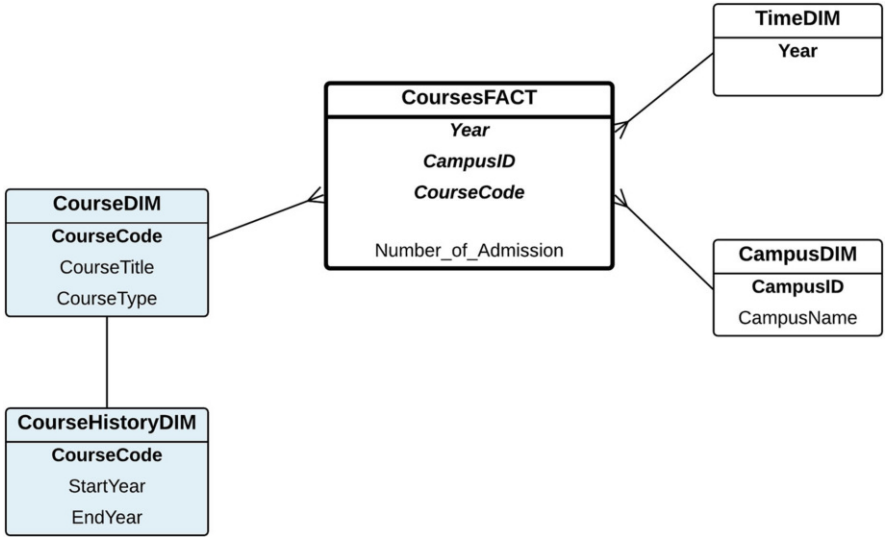 TimeDIM
Year
CoursesFACT
Year
CampusID
CourseCode
Number_of_Admission
CourseDIM
CourseCode
CourseTitle
CourseType
CampusDIM
CampusID
CampusName
CourseHistoryDIM
CourseCode
StartYear
EndYear